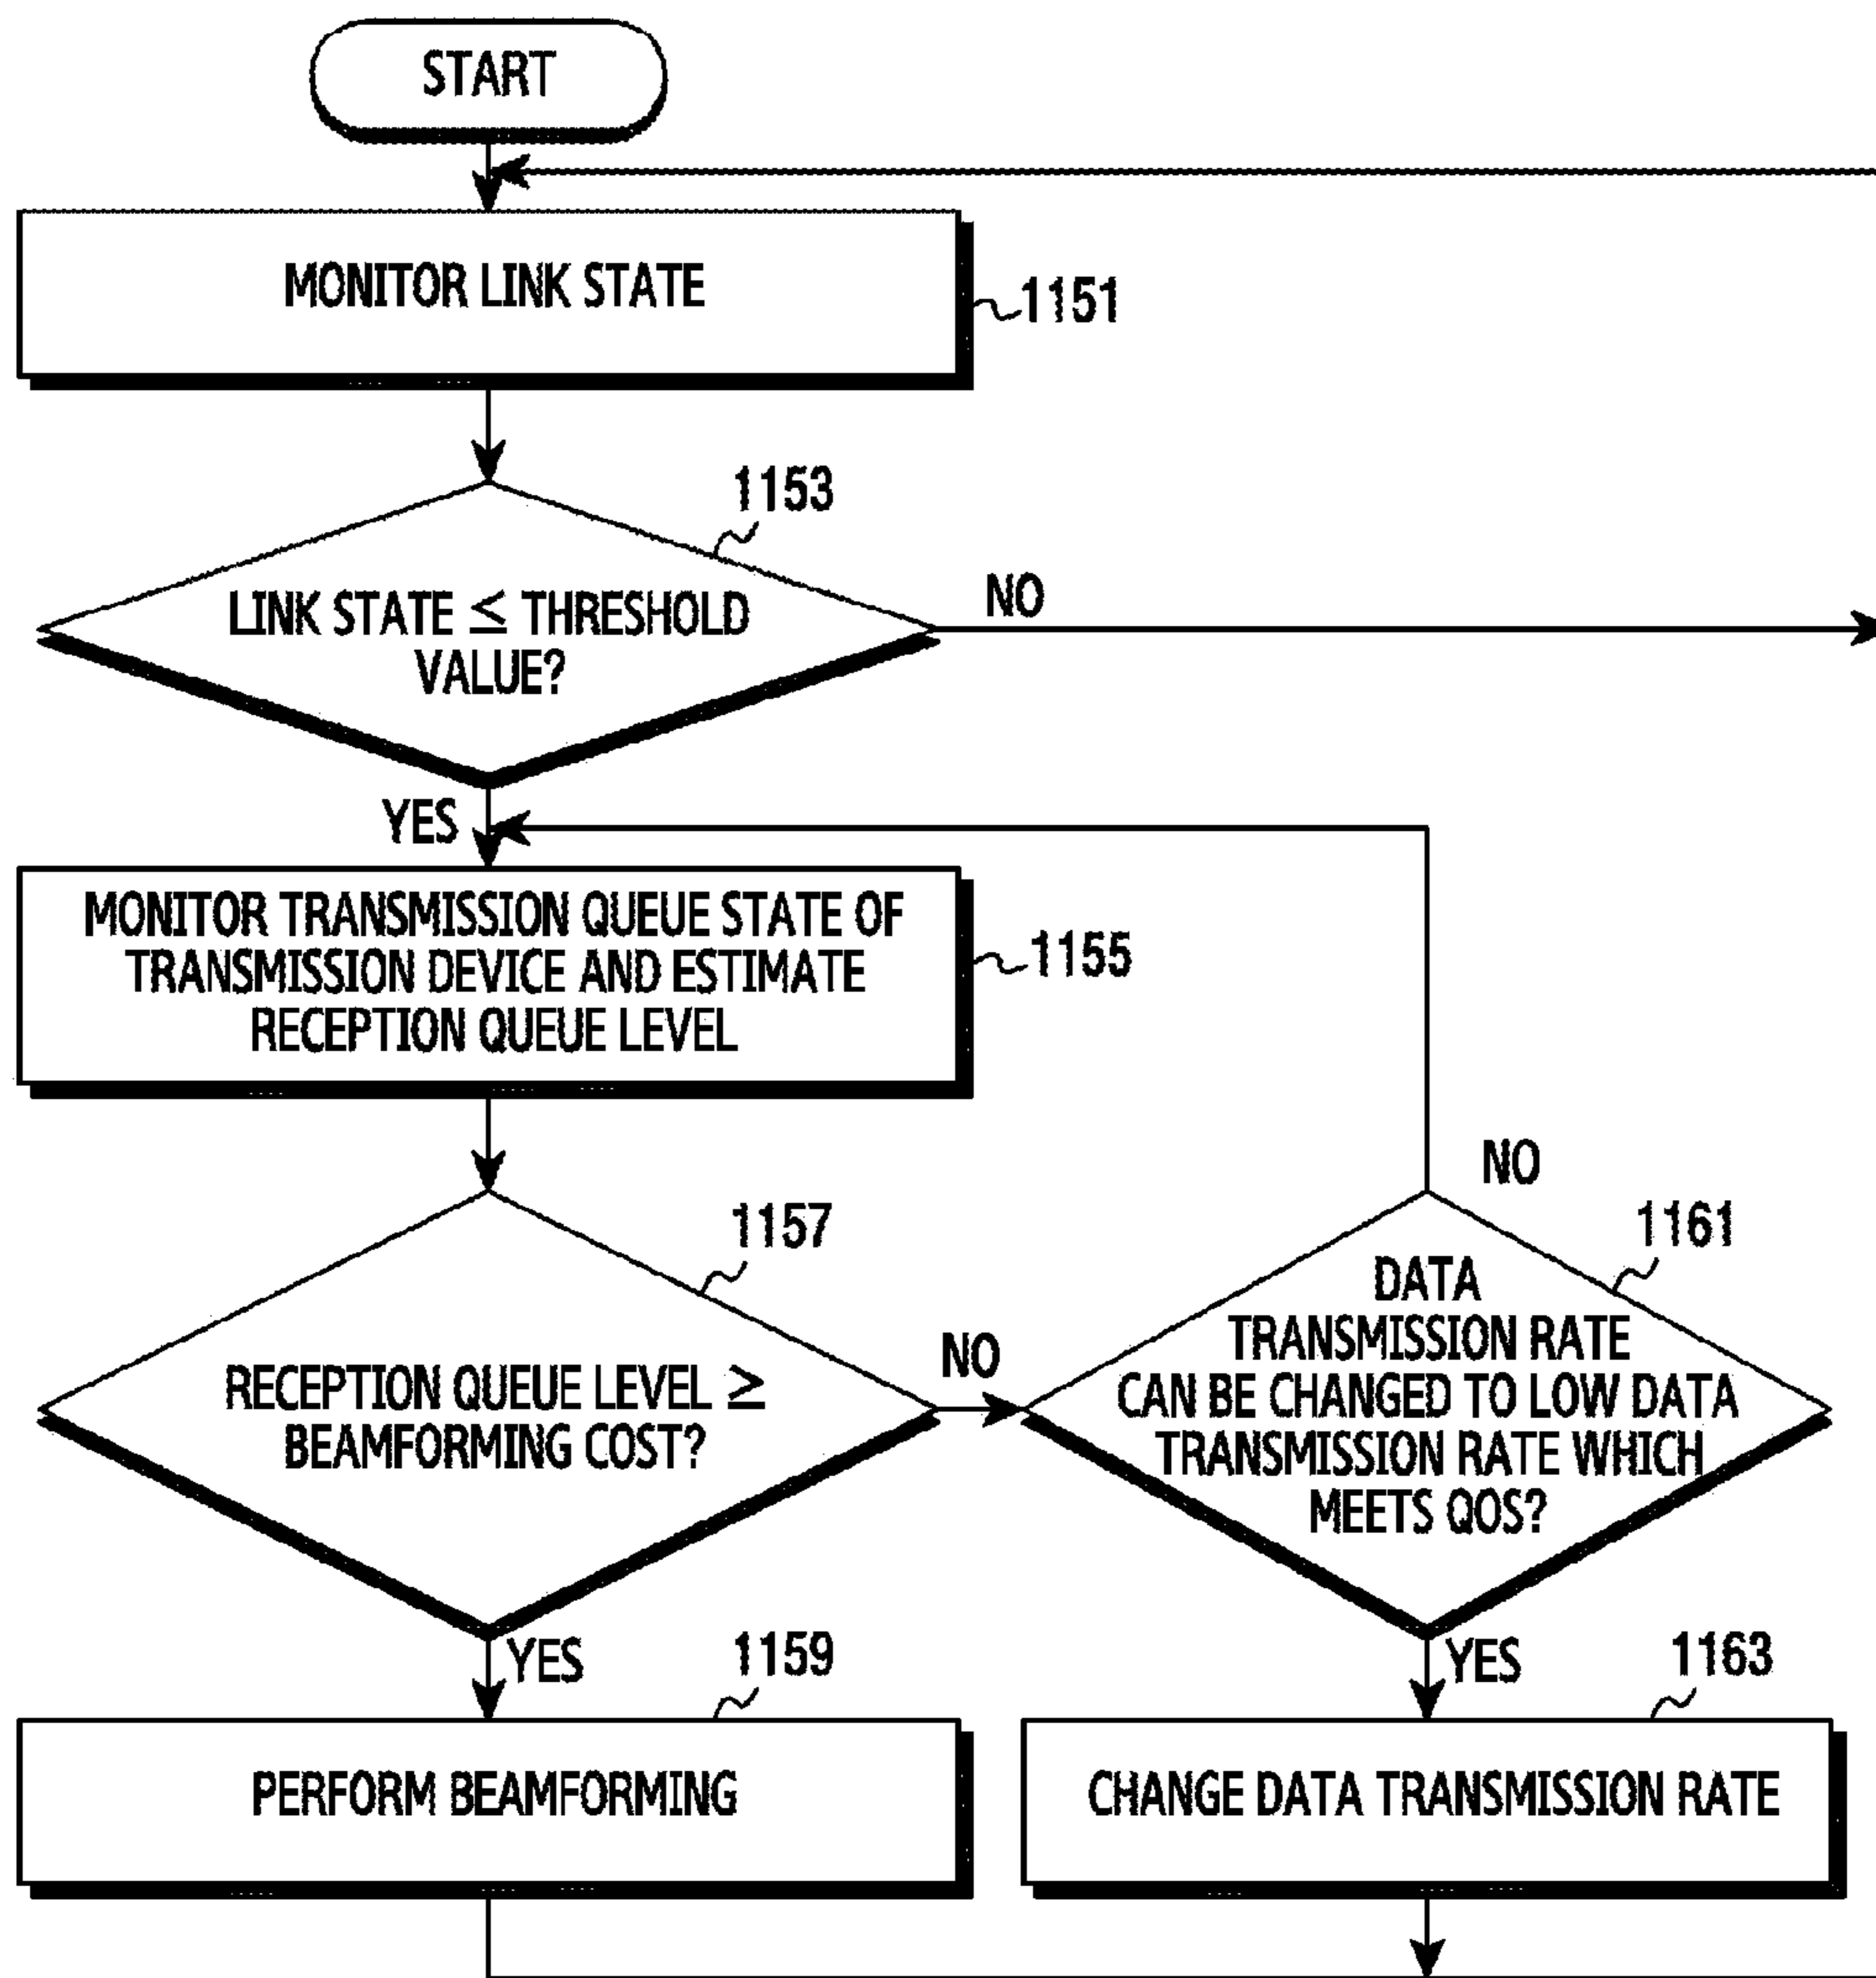 START
MONITOR LINK STATE
1151
1153
LINK STATE ≤ THRESHOLD
VALUE?
NO
YES
MONITOR TRANSMISSION QUEUE STATE OF
TRANSMISSION DEVICE AND ESTIMATE
RECEPTION QUEUE LEVEL
1155
1157
RECEPTION QUEUE LEVEL ≥
BEAMFORMING COST?
NO
YES
NO
1161
DATA
TRANSMISSION RATE
CAN BE CHANGED TO LOW DATA
TRANSMISSION RATE WHICH
MEETS QOS?
YES
1159
PERFORM BEAMFORMING
1163
CHANGE DATA TRANSMISSION RATE